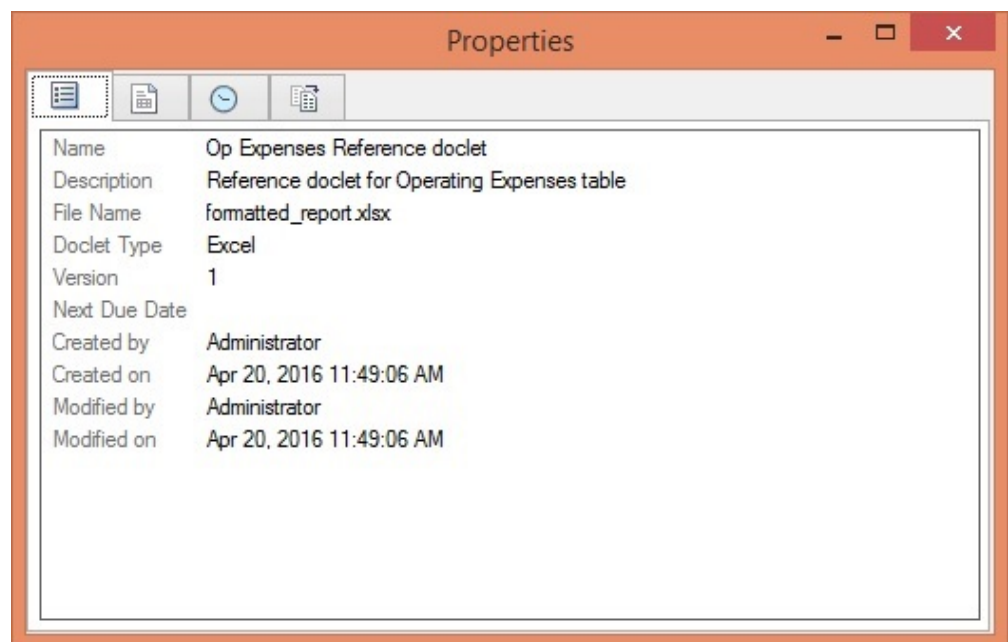 Properties
Name Op Expenses Reference doclet
Description Reference doclet for Operating Expenses table
File Name formatted_report.xlsx
Doclet Type Excel
Version 1
Next Due Date
Created by Administrator
Created on Apr 20, 2016 11:49:06 AM
Modified by Administrator
Modified on Apr 20, 2016 11:49:06 AM